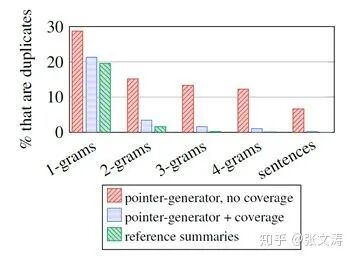 % that are duplicates
30
20
10
0
1-grams
2-grams
3-grams
4-grams
sentences
pointer-generator, no coverage
pointer-generator + coverage
reference summaries
知乎 @张文涛